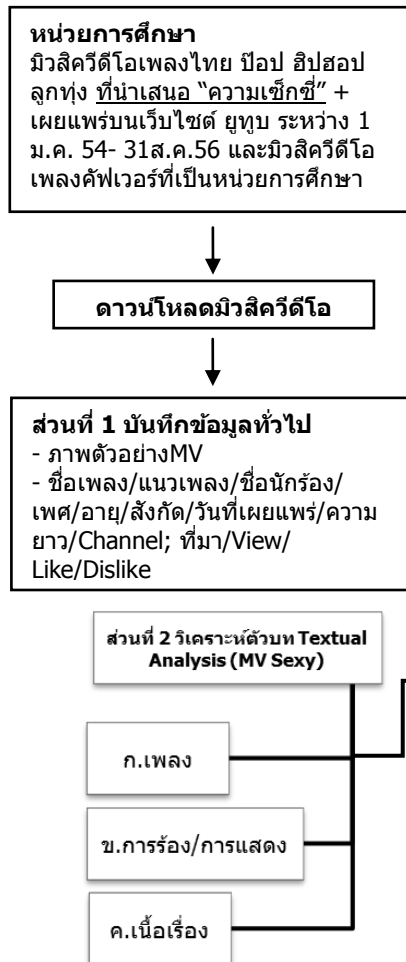 หน่วยการศึกษา
มิวสิควีดีโอเพลงไทย ป๊อป ฮิปฮอป
ลูกทุ่ง ที่นำเสนอ “ความเซ็กซี่” +
เผยแพร่บนเว็บไซต์ ยูทูบ ระหว่าง 1
ม.ค. 54- 31ส.ค.56 และมิวสิควีดีโอ
เพลงคัฟเวอร์ที่เป็นหน่วยการศึกษา
ดาวน์โหลดมิวสิควีดีโอ
ส่วนที่ 1 บันทึกข้อมูลทั่วไป
- ภาพตัวอย่างMV
- ชื่อเพลง/แนวเพลง/ชื่อนักร้อง/
เพศ/อายุ/สังกัด/วันที่เผยแพร่/ความ
ยาว/Channel; ที่มา/View/
Like/Dislike
ส่วนที่ 2 วิเคราะห์ตัวบท Textual
Analysis (MV Sexy)
ก.เพลง
ข.การร้อง/การแสดง
ค.เนื้อเรื่อง